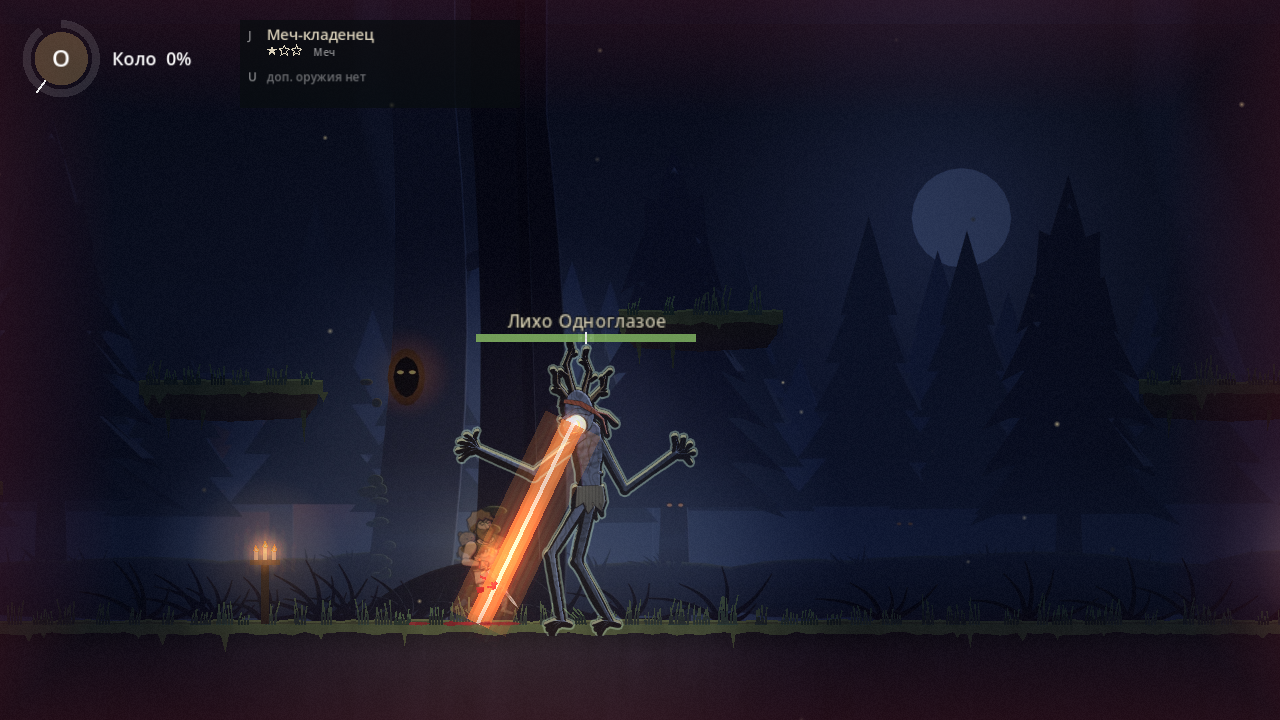 О
Коло 0%
J Меч-кладенец
★☆☆ Меч
U доп. оружия нет
Лихо Одноглазое